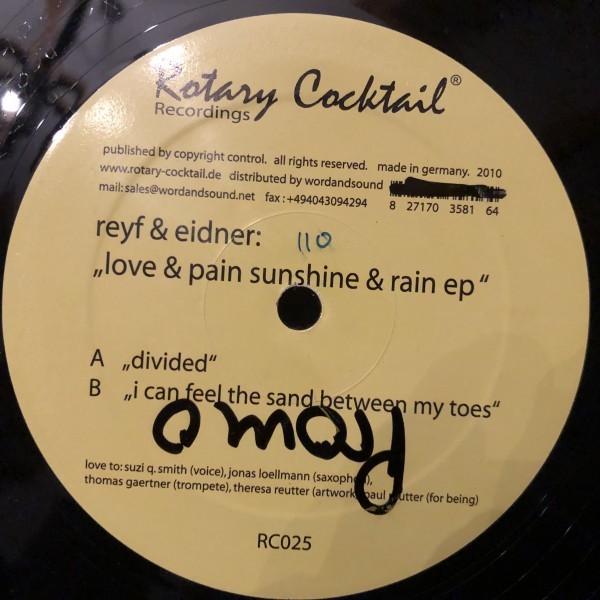 Rotary Cocktail®
Recordings
published by copyright control. all rights reserved. made in germany. 2010
www.rotary-cocktail.de distributed by wordandsound
mail: sales@wordandsound.net fax : +494043094294
8 27170 3581 64
reyf & eidner: 110
„love & pain sunshine & rain ep“
A „divided“
B „i can feel the sand between my toes“
Promo
love to: suzi q. smith (voice), jonas loellmann (saxophon),
thomas gaertner (trompete), theresa reutter (artwork), paul reutter (for being)
RC025